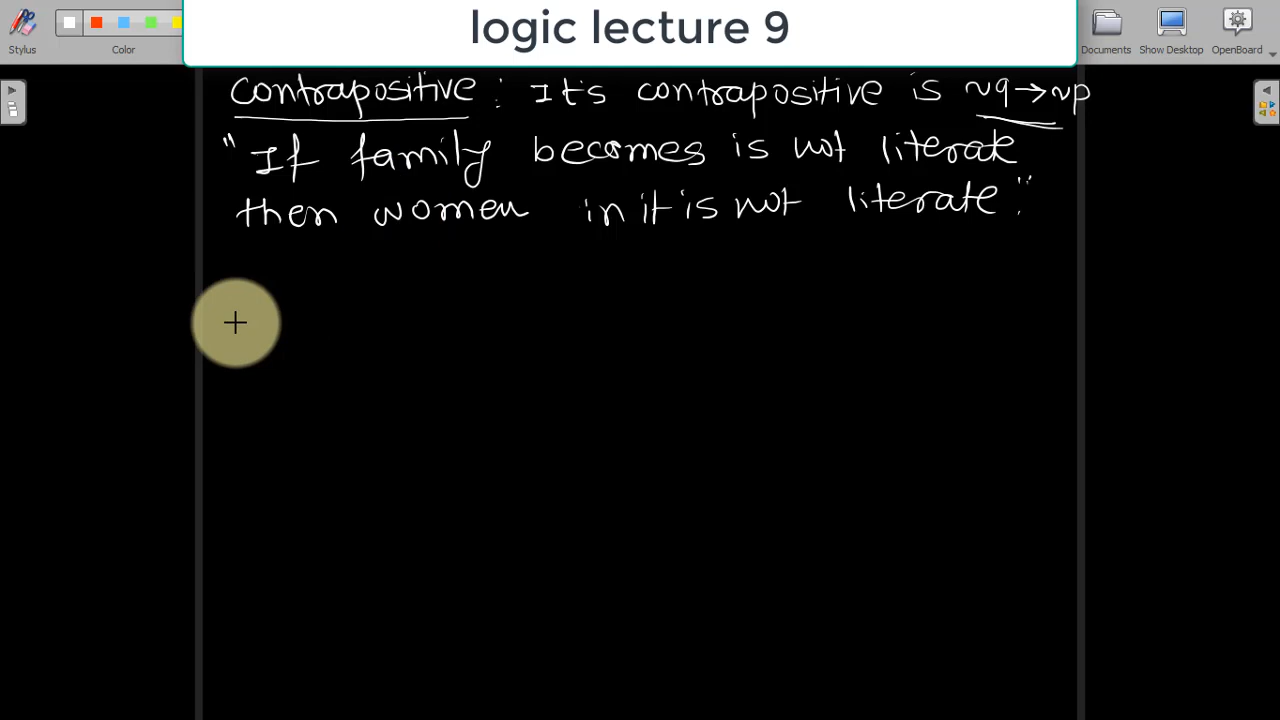 logic lecture 9
Stylus
Color
Documents
Show Desktop
OpenBoard
Contrapositive : It's contrapositive is ~q→~p
"If family becomes is not literate
then women in it is not literate."